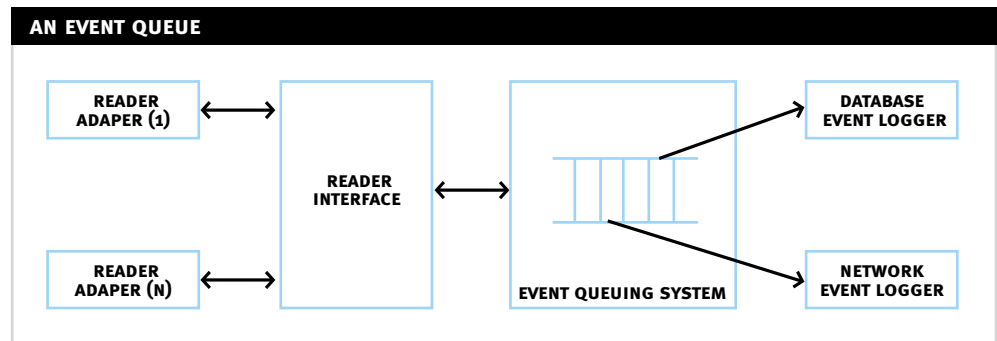 AN EVENT QUEUE
READER
ADAPER (1)
READER
INTERFACE
DATABASE
EVENT LOGGER
READER
ADAPER (N)
EVENT QUEUING SYSTEM
NETWORK
EVENT LOGGER